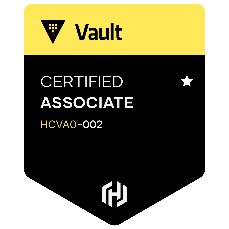 Vault
CERTIFIED
ASSOCIATE
HCVA0-002